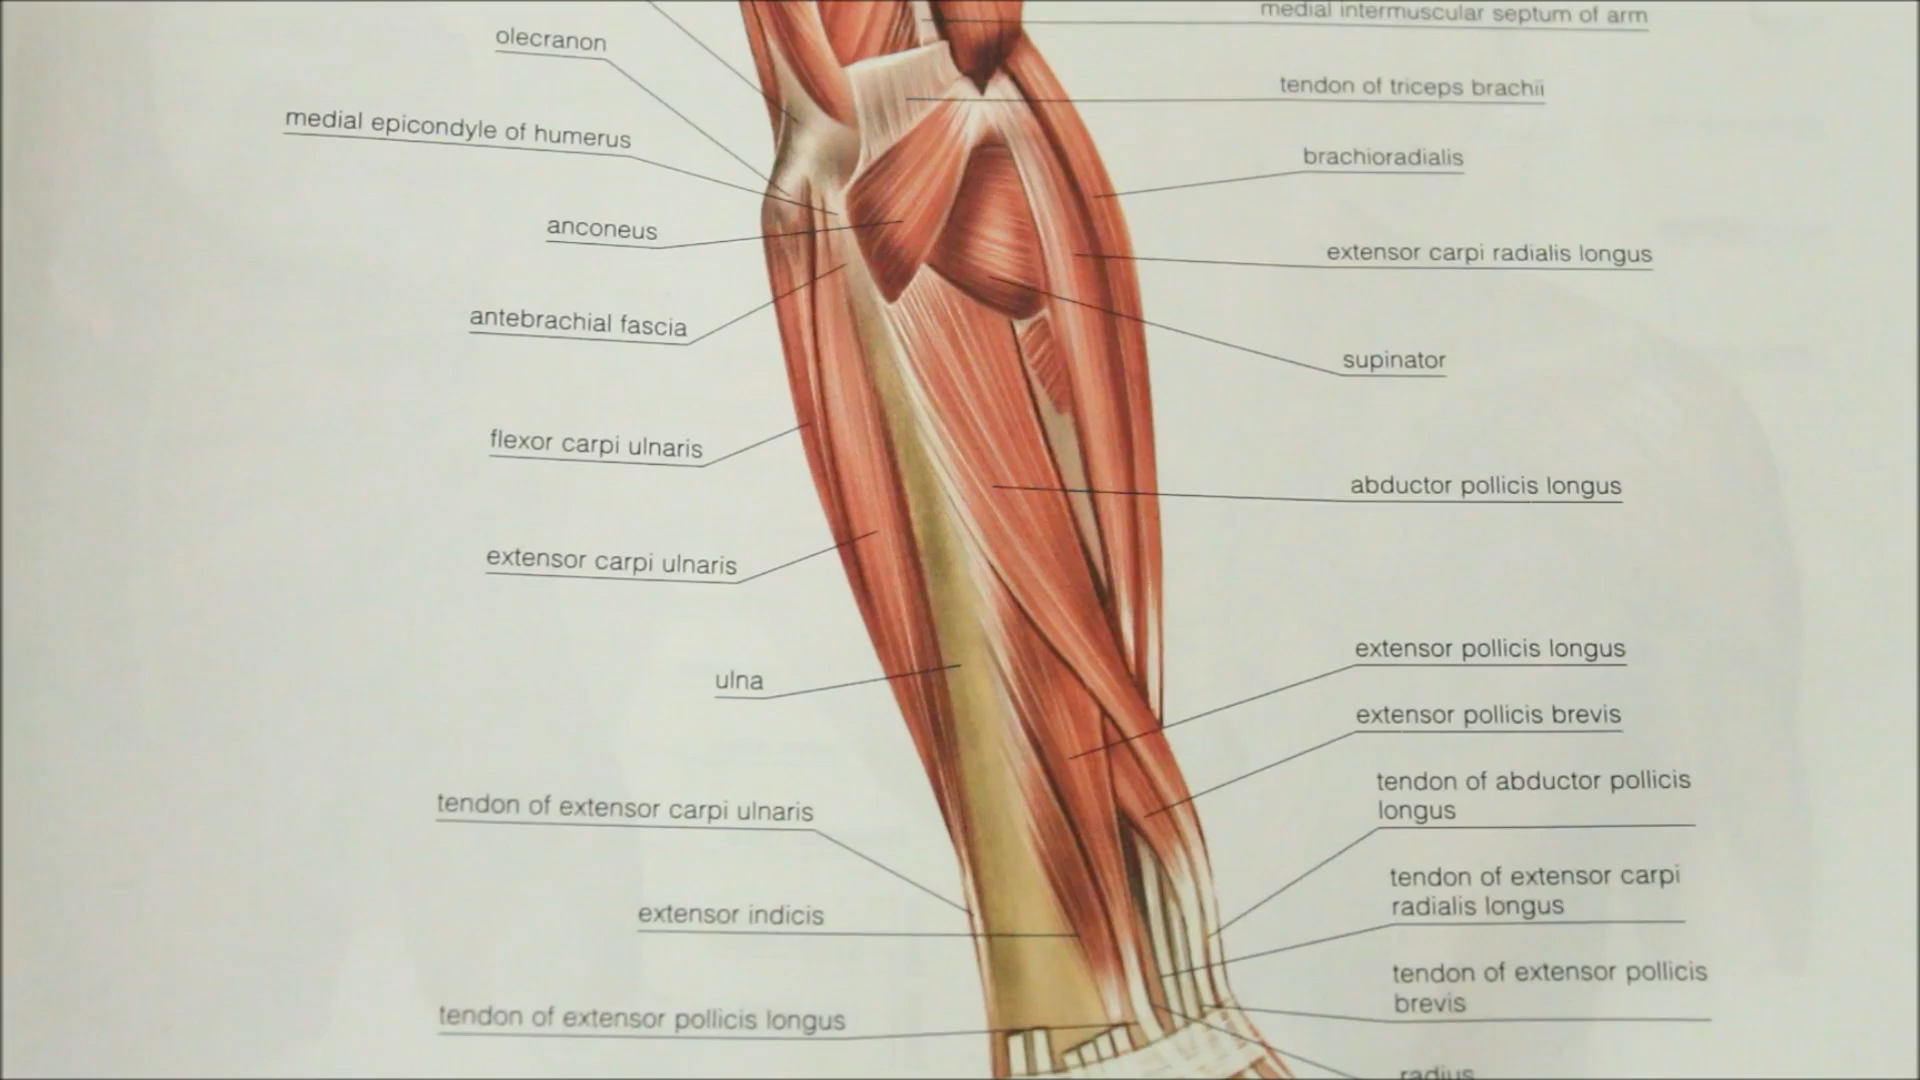 olecranon
medial epicondyle of humerus
anconeus
antebrachial fascia
flexor carpi ulnaris
extensor carpi ulnaris
ulna
tendon of extensor carpi ulnaris
extensor indicis
tendon of extensor pollicis longus
medial intermuscular septum of arm
tendon of triceps brachii
brachioradialis
extensor carpi radialis longus
supinator
abductor pollicis longus
extensor pollicis longus
extensor pollicis brevis
tendon of abductor pollicis
longus
tendon of extensor carpi
radialis longus
tendon of extensor pollicis
brevis
radius